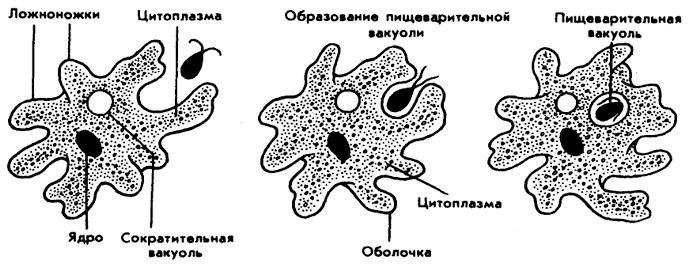 Ложноножки
Цитоплазма
Образование пищеварительной
вакуоли
Пищеварительная
вакуоль
Ядро
Сократительная
вакуоль
Цитоплазма
Оболочка